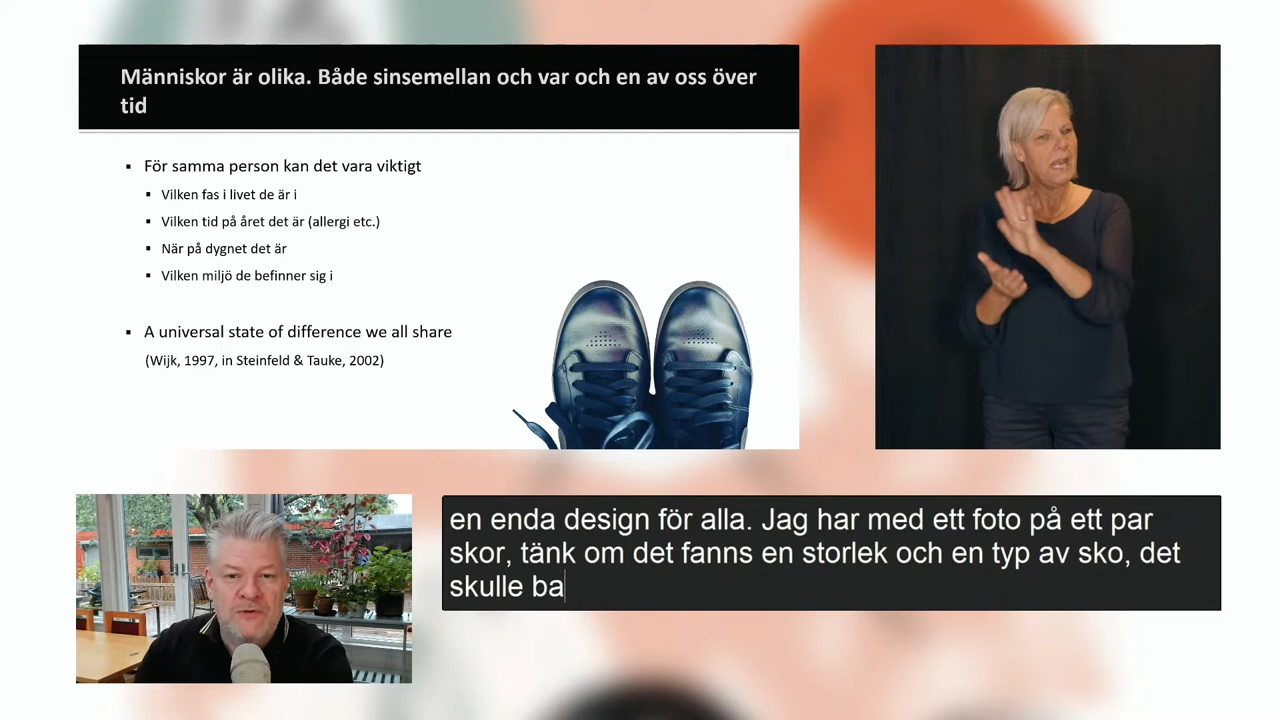 Människor är olika. Både sinsemellan och var och en av oss över
tid
▪ För samma person kan det vara viktigt
▪ Vilken fas i livet de är i
▪ Vilken tid på året det är (allergi etc.)
▪ När på dygnet det är
▪ Vilken miljö de befinner sig i
▪ A universal state of difference we all share
(Wijk, 1997, in Steinfeld & Tauke, 2002)
en enda design för alla. Jag har med ett foto på ett par
skor, tänk om det fanns en storlek och en typ av sko, det
skulle ba